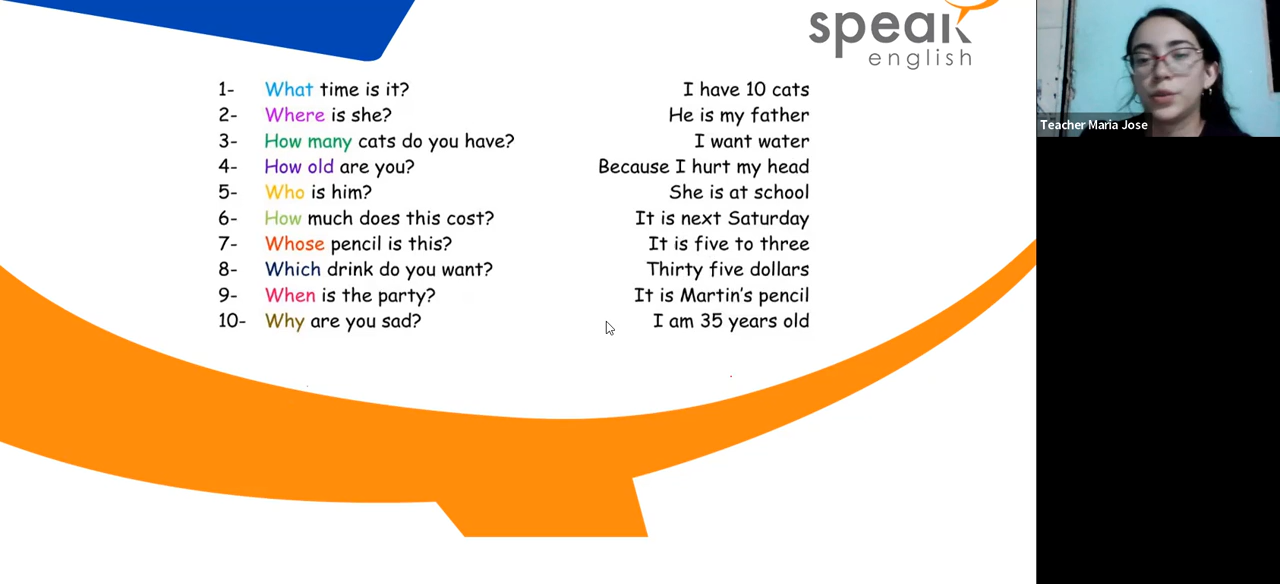 speak
english
1- What time is it? I have 10 cats
2- Where is she? He is my father
3- How many cats do you have? I want water
4- How old are you? Because I hurt my head
5- Who is him? She is at school
6- How much does this cost? It is next Saturday
7- Whose pencil is this? It is five to three
8- Which drink do you want? Thirty five dollars
9- When is the party? It is Martin's pencil
10- Why are you sad? I am 35 years old
Teacher Maria Jose